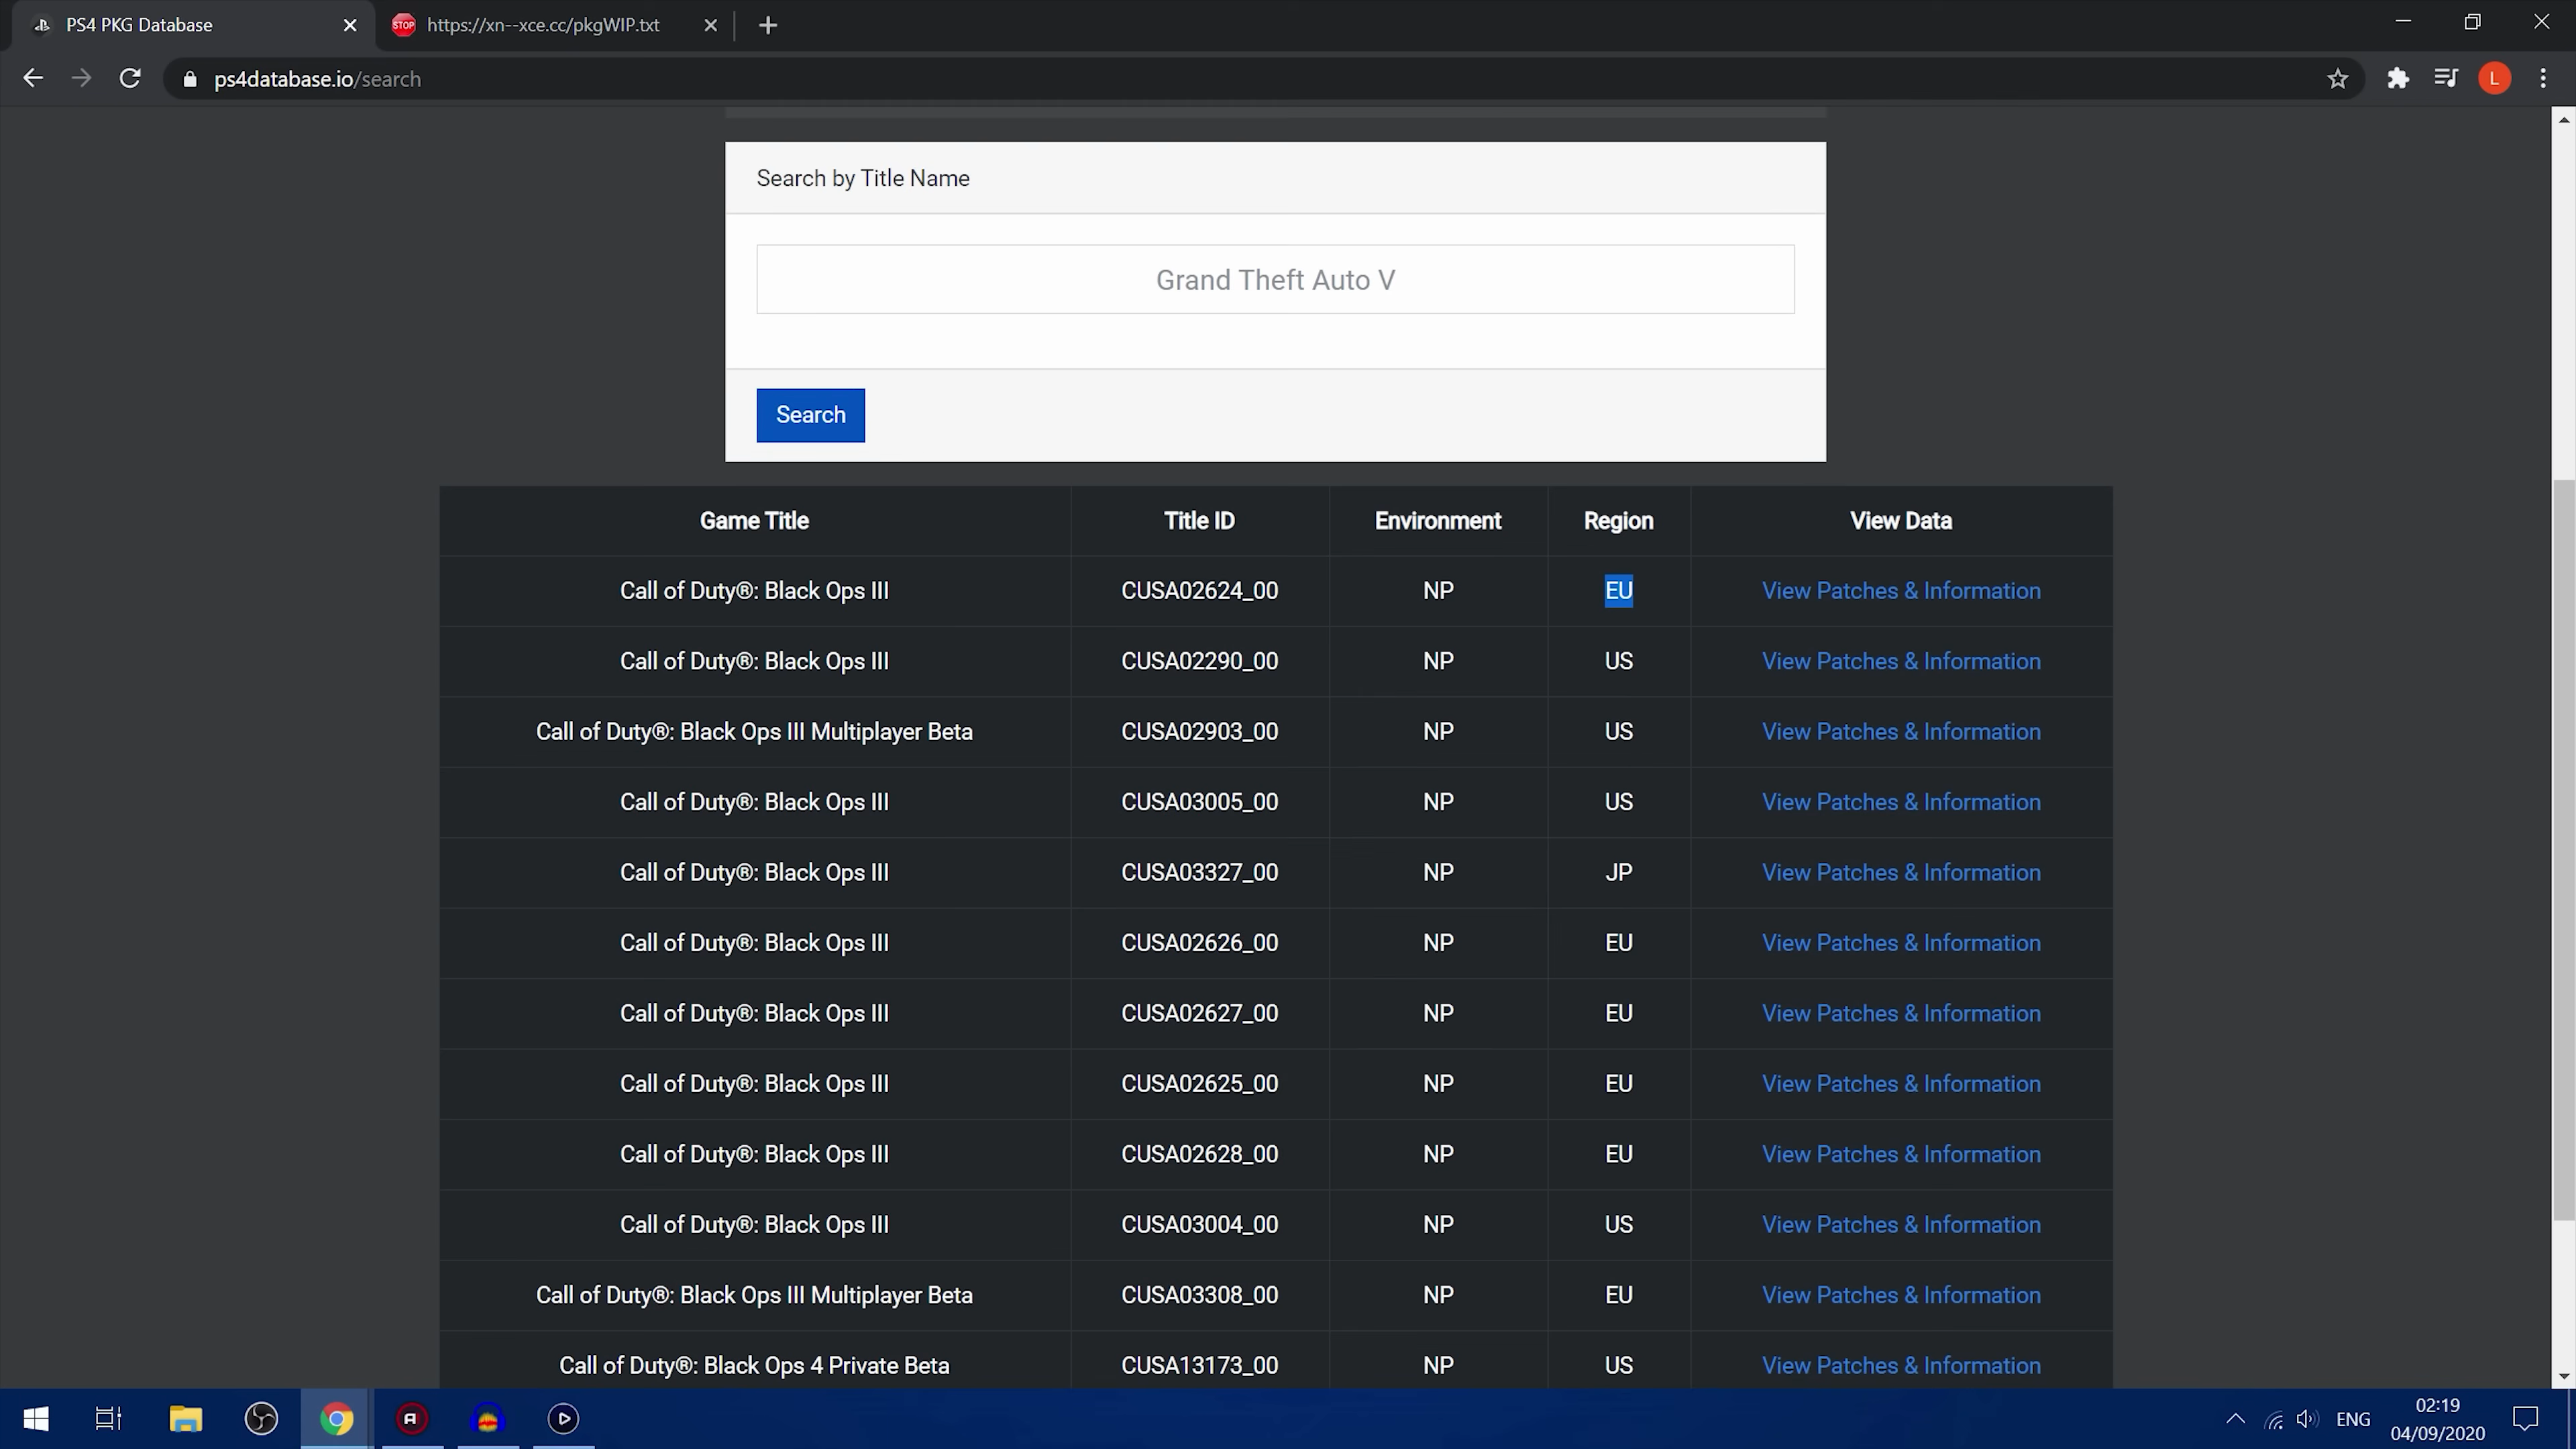 PS4 PKG Database
https://xn--xce.cc/pkgWIP.txt
ps4database.io/search
L
Search by Title Name
Grand Theft Auto V
Search
Game Title Title ID Environment Region View Data
Call of Duty®: Black Ops III CUSA02624_00 NP EU View Patches & Information
Call of Duty®: Black Ops III CUSA02290_00 NP US View Patches & Information
Call of Duty®: Black Ops III Multiplayer Beta CUSA02903_00 NP US View Patches & Information
Call of Duty®: Black Ops III CUSA03005_00 NP US View Patches & Information
Call of Duty®: Black Ops III CUSA03327_00 NP JP View Patches & Information
Call of Duty®: Black Ops III CUSA02626_00 NP EU View Patches & Information
Call of Duty®: Black Ops III CUSA02627_00 NP EU View Patches & Information
Call of Duty®: Black Ops III CUSA02625_00 NP EU View Patches & Information
Call of Duty®: Black Ops III CUSA02628_00 NP EU View Patches & Information
Call of Duty®: Black Ops III CUSA03004_00 NP US View Patches & Information
Call of Duty®: Black Ops III Multiplayer Beta CUSA03308_00 NP EU View Patches & Information
Call of Duty®: Black Ops 4 Private Beta CUSA13173_00 NP US View Patches & Information
ENG
02:19
04/09/2020